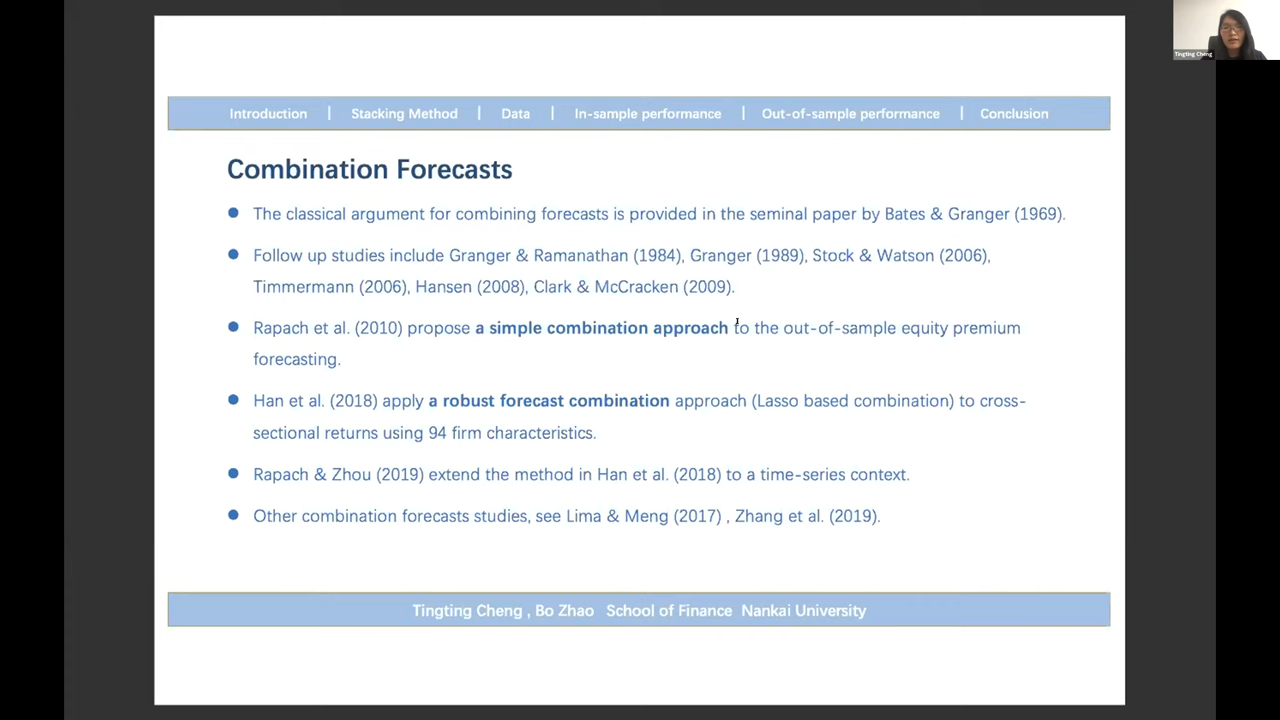 Tingting Cheng
Introduction | Stacking Method | Data | In-sample performance | Out-of-sample performance | Conclusion
Combination Forecasts
● The classical argument for combining forecasts is provided in the seminal paper by Bates & Granger (1969).
● Follow up studies include Granger & Ramanathan (1984), Granger (1989), Stock & Watson (2006),
Timmermann (2006), Hansen (2008), Clark & McCracken (2009).
● Rapach et al. (2010) propose a simple combination approach to the out-of-sample equity premium
forecasting.
● Han et al. (2018) apply a robust forecast combination approach (Lasso based combination) to cross-
sectional returns using 94 firm characteristics.
● Rapach & Zhou (2019) extend the method in Han et al. (2018) to a time-series context.
● Other combination forecasts studies, see Lima & Meng (2017) , Zhang et al. (2019).
Tingting Cheng , Bo Zhao School of Finance Nankai University